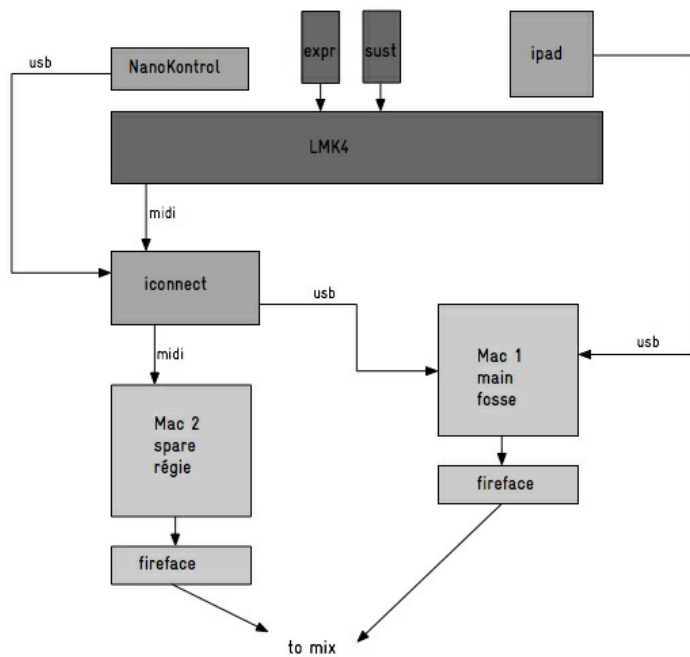 expr
sust
usb
NanoKontrol
ipad
LMK4
midi
iconnect
usb
Mac 1
main
fosse
usb
midi
Mac 2
spare
régie
fireface
fireface
to mix